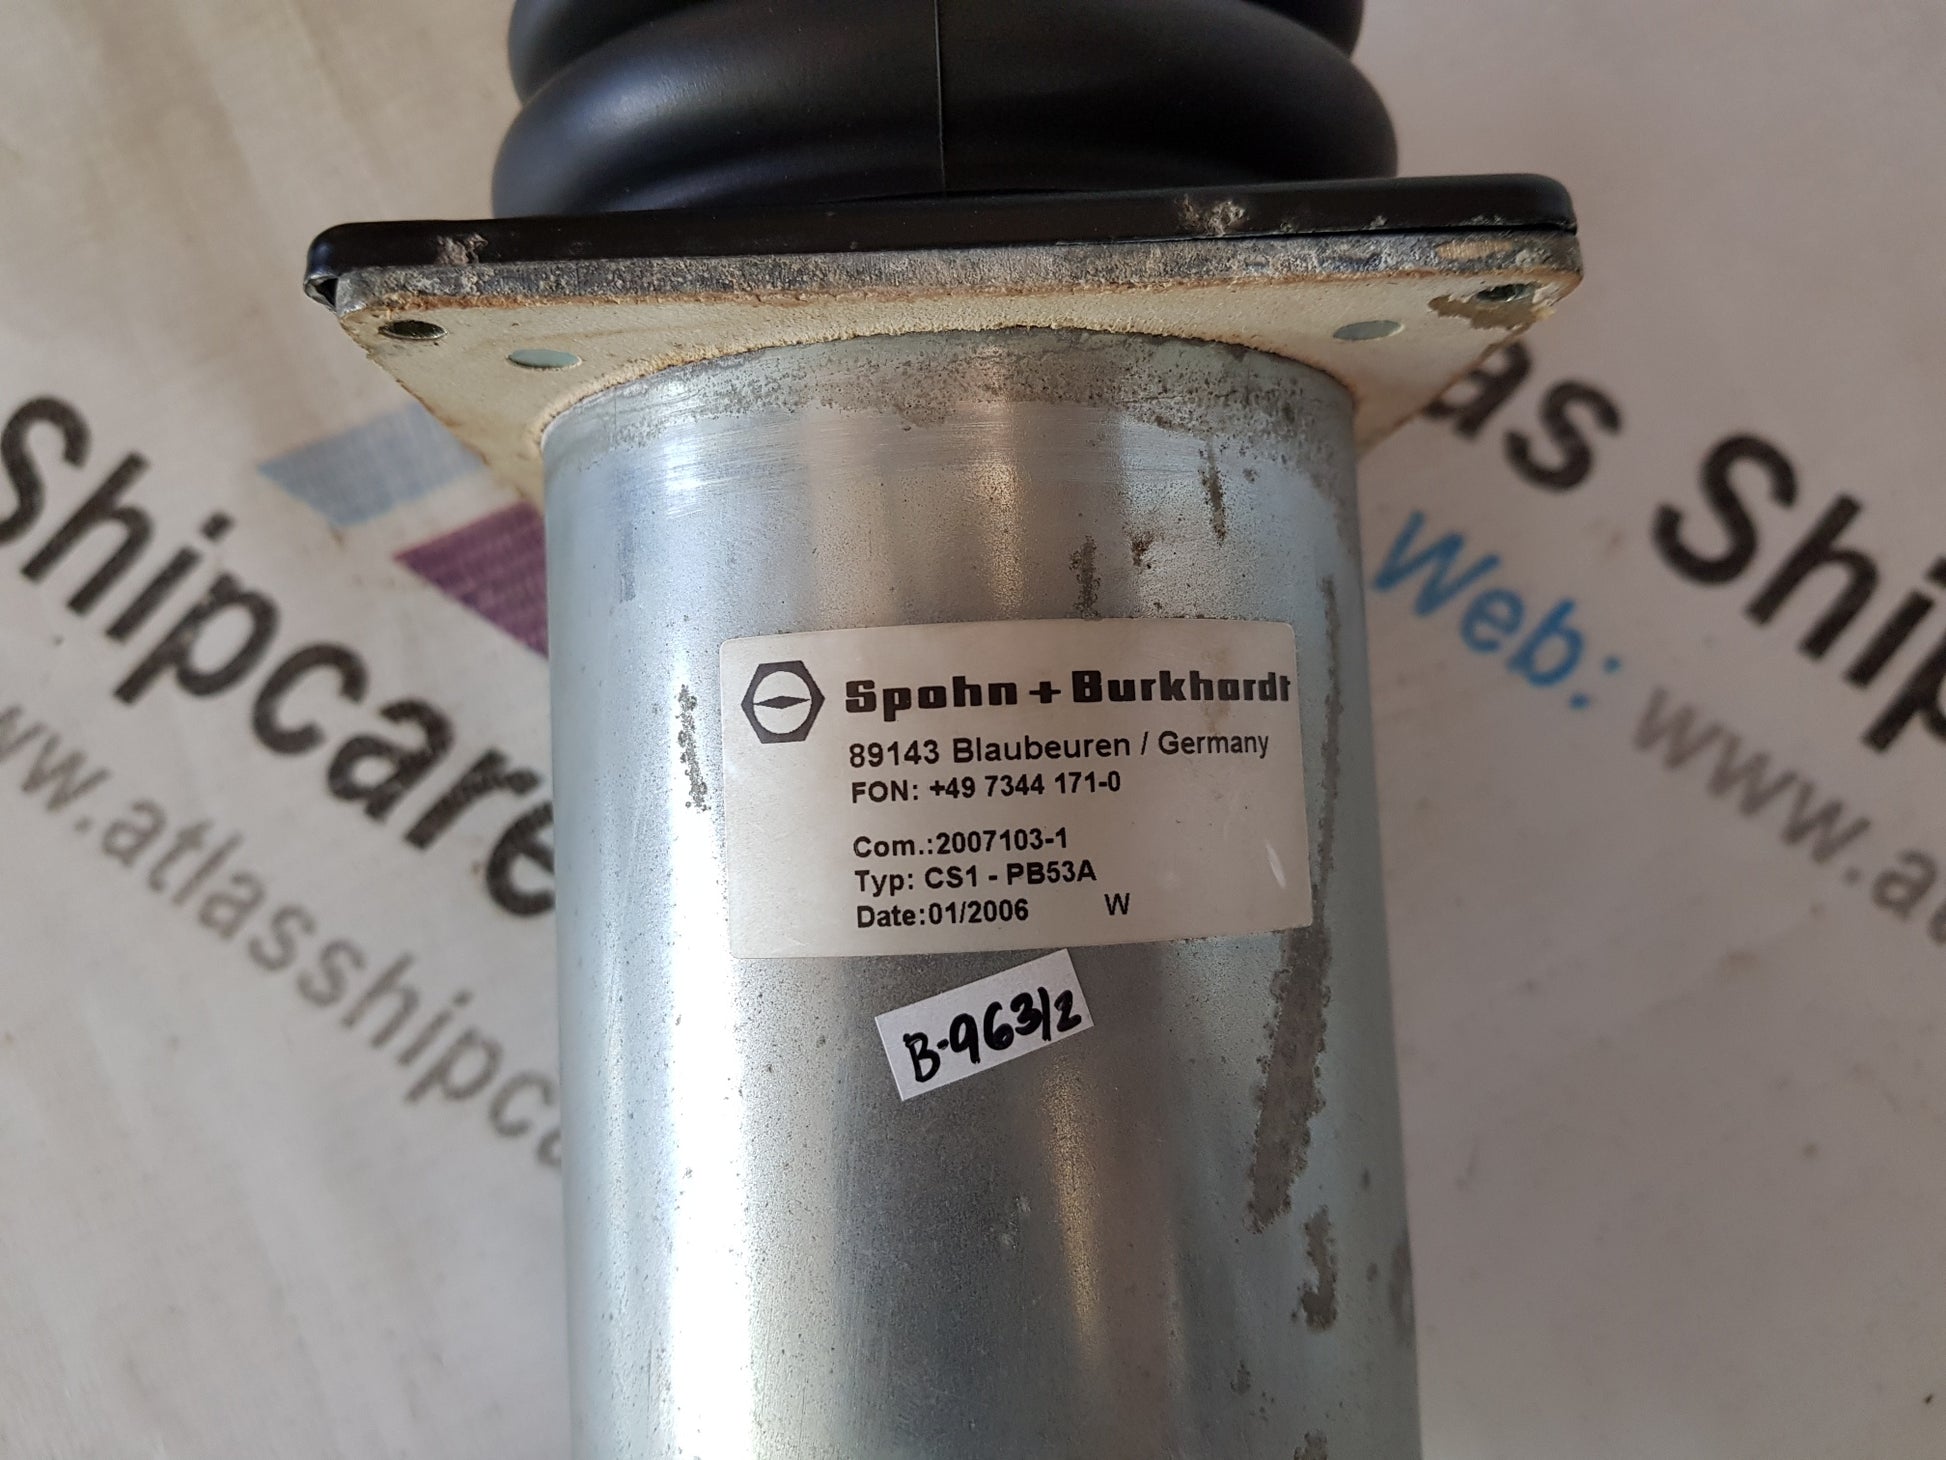 Spohn + Burkhardt
89143 Blaubeuren / Germany
FON: +49 7344 171-0
Com.:2007103-1
Typ: CS1 - PB53A
Date:01/2006 W
B-963/2
Shipcare
www.atlasshipca
as Ship
Web: www.a